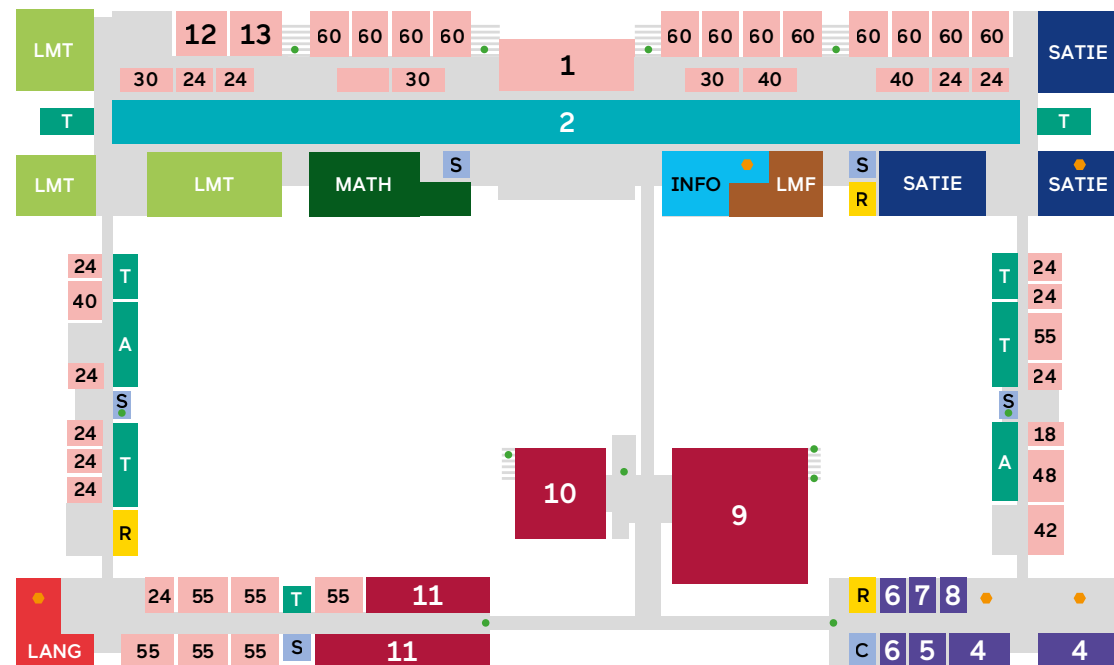 LMT
12 13 60 60 60 60 60 60 60 60 60 60 60 60
SATIE
1
30 24 24 30 30 40 40 24 24
T 2 T
LMT LMT MATH S INFO LMF S R SATIE SATIE
24 T T 24
40 24
A T 55
24 24
S S
24 18
24 T A 48
24
R 42
24 55 55 T 55 11 R 6 7 8
10 9
LANG 55 55 55 S 11 C 6 5 4 4